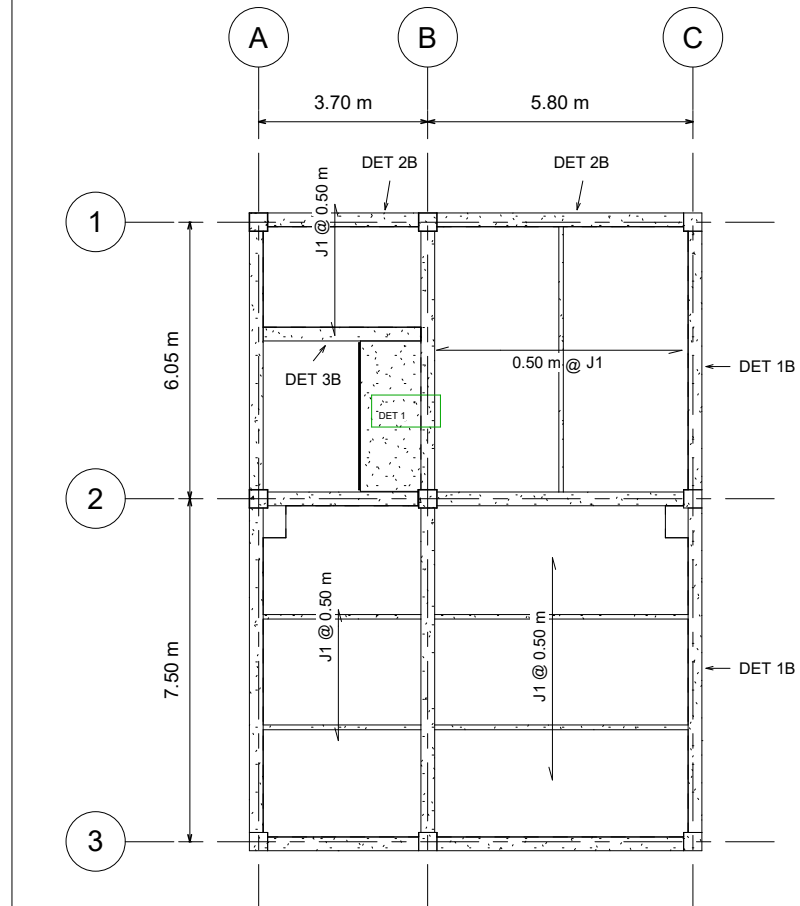 A
B
C
3.70 m
5.80 m
DET 2B
DET 2B
1
J1 @ 0.50 m
6.05 m
0.50 m @ J1
DET 1B
DET 3B
DET 1
2
J1 @ 0.50 m
J1 @ 0.50 m
7.50 m
DET 1B
3